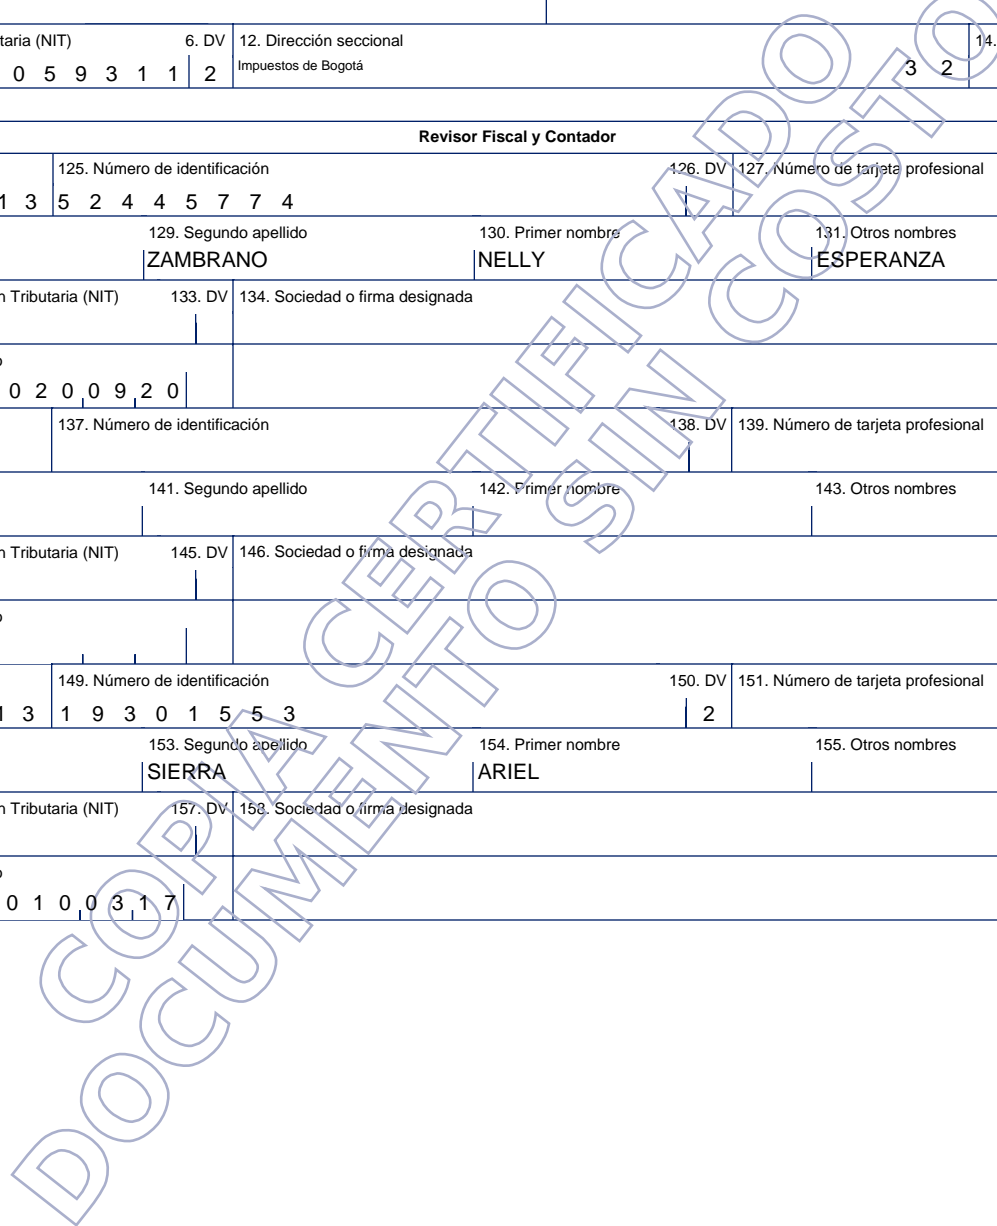 taria (NIT) 6. DV 12. Dirección seccional 14.
0 5 9 3 1 1 2 Impuestos de Bogotá 3 2
Revisor Fiscal y Contador
125. Número de identificación 126. DV 127. Número de tarjeta profesional
1 3 5 2 4 4 5 7 7 4
129. Segundo apellido 130. Primer nombre 131. Otros nombres
ZAMBRANO NELLY ESPERANZA
n Tributaria (NIT) 133. DV 134. Sociedad o firma designada
o
0 2 0 0 9 2 0
137. Número de identificación 138. DV 139. Número de tarjeta profesional
141. Segundo apellido 142. Primer nombre 143. Otros nombres
n Tributaria (NIT) 145. DV 146. Sociedad o firma designada
o
149. Número de identificación 150. DV 151. Número de tarjeta profesional
1 3 1 9 3 0 1 5 5 3 2
153. Segundo apellido 154. Primer nombre 155. Otros nombres
SIERRA ARIEL
n Tributaria (NIT) 157. DV 158. Sociedad o firma designada
o
0 1 0 0 3 1 7
COPIA CERTIFICADO
DOCUMENTO SIN COSTO